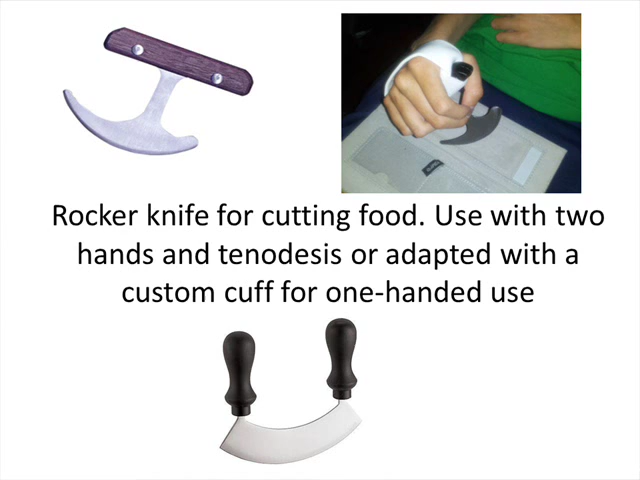 Rocker knife for cutting food. Use with two
hands and tenodesis or adapted with a
custom cuff for one-handed use